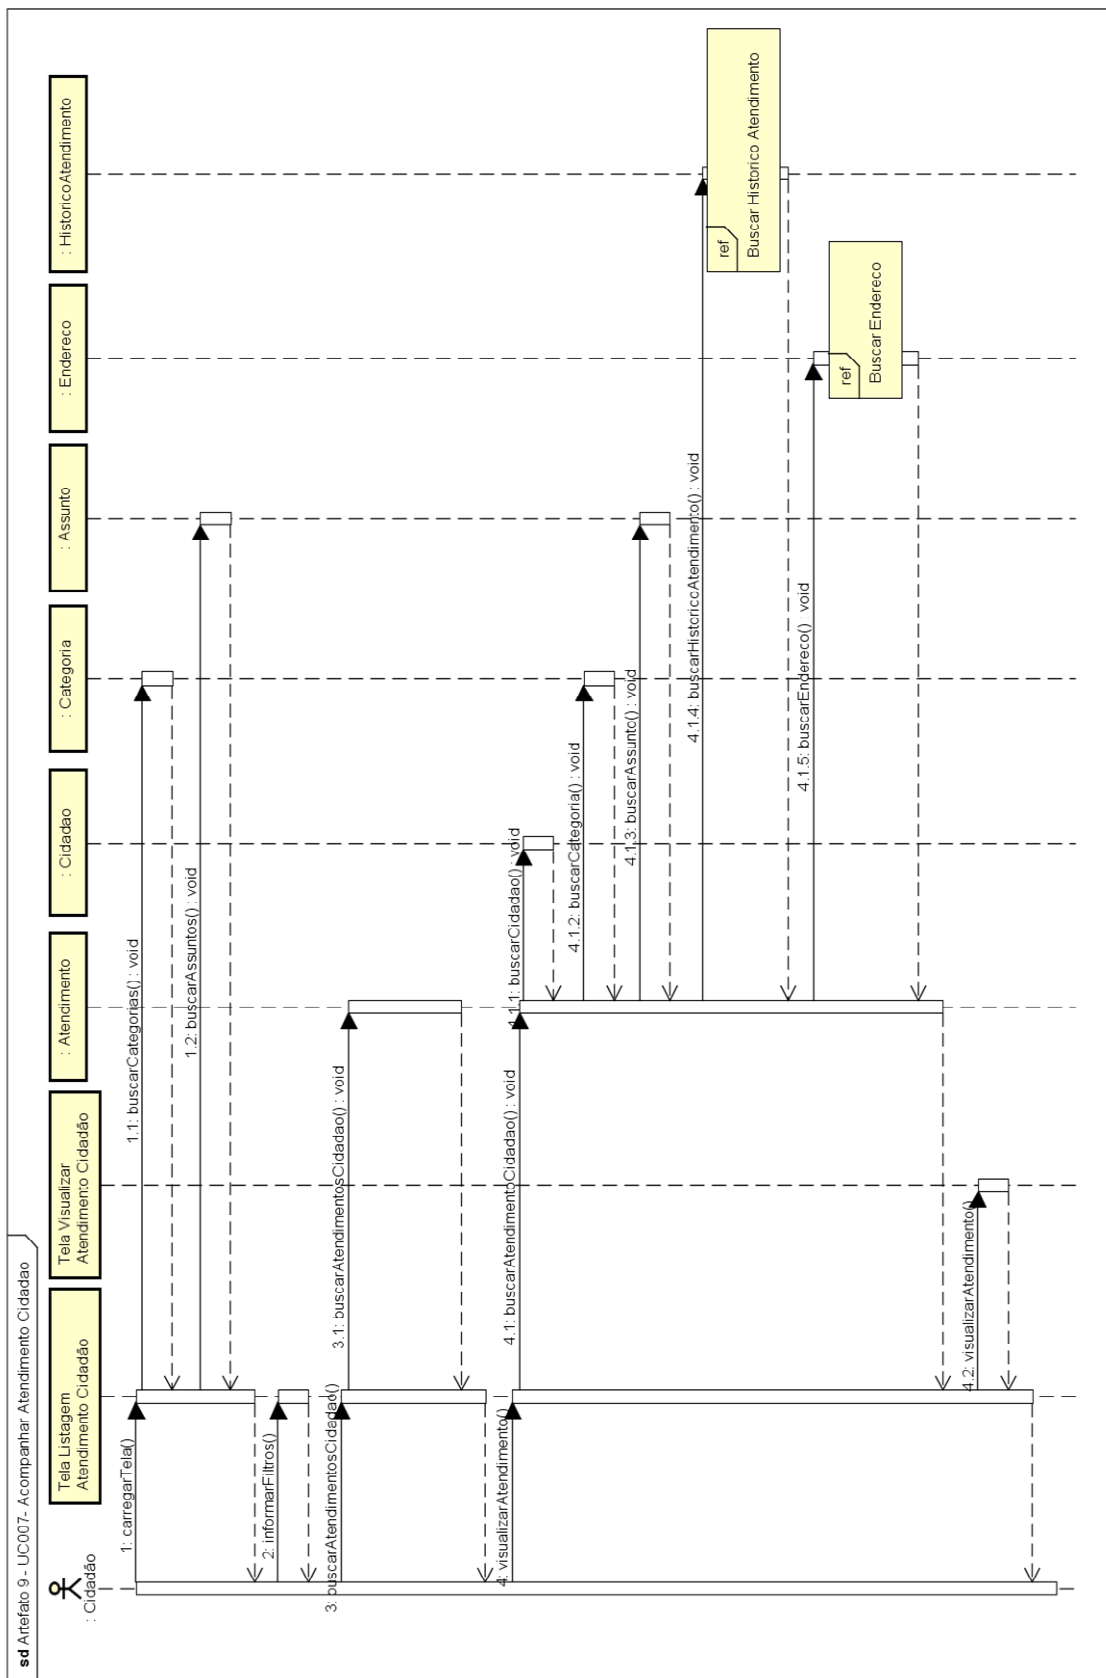 sd Artefato 9 - UC007- Acompanhar Atendimento Cidadao
: Cidadão
Tela Listagem
Atendimento Cidadão
Tela Visualizar
Atendimento Cidadão
: Atendimento
: Cidadao
: Categoria
: Assunto
: Endereco
: HistoricoAtendimento
1: carregarTela()
1.1: buscarCategorias() : void
1.2: buscarAssuntos() : void
2: informarFiltros()
3: buscarAtendimentosCidadao()
3.1: buscarAtendimentosCidadao() : void
4: visualizarAtendimento()
4.1: buscarAtendimentoCidadao() : void
4.1.1: buscarCidadao() : void
4.1.2: buscarCategoria() : void
4.1.3: buscarAssunto() : void
4.1.4: buscarHistoricoAtendimento() : void
ref
Buscar Historico Atendimento
4.1.5: buscarEndereco() : void
ref
Buscar Endereco
4.2: visualizarAtendimento()